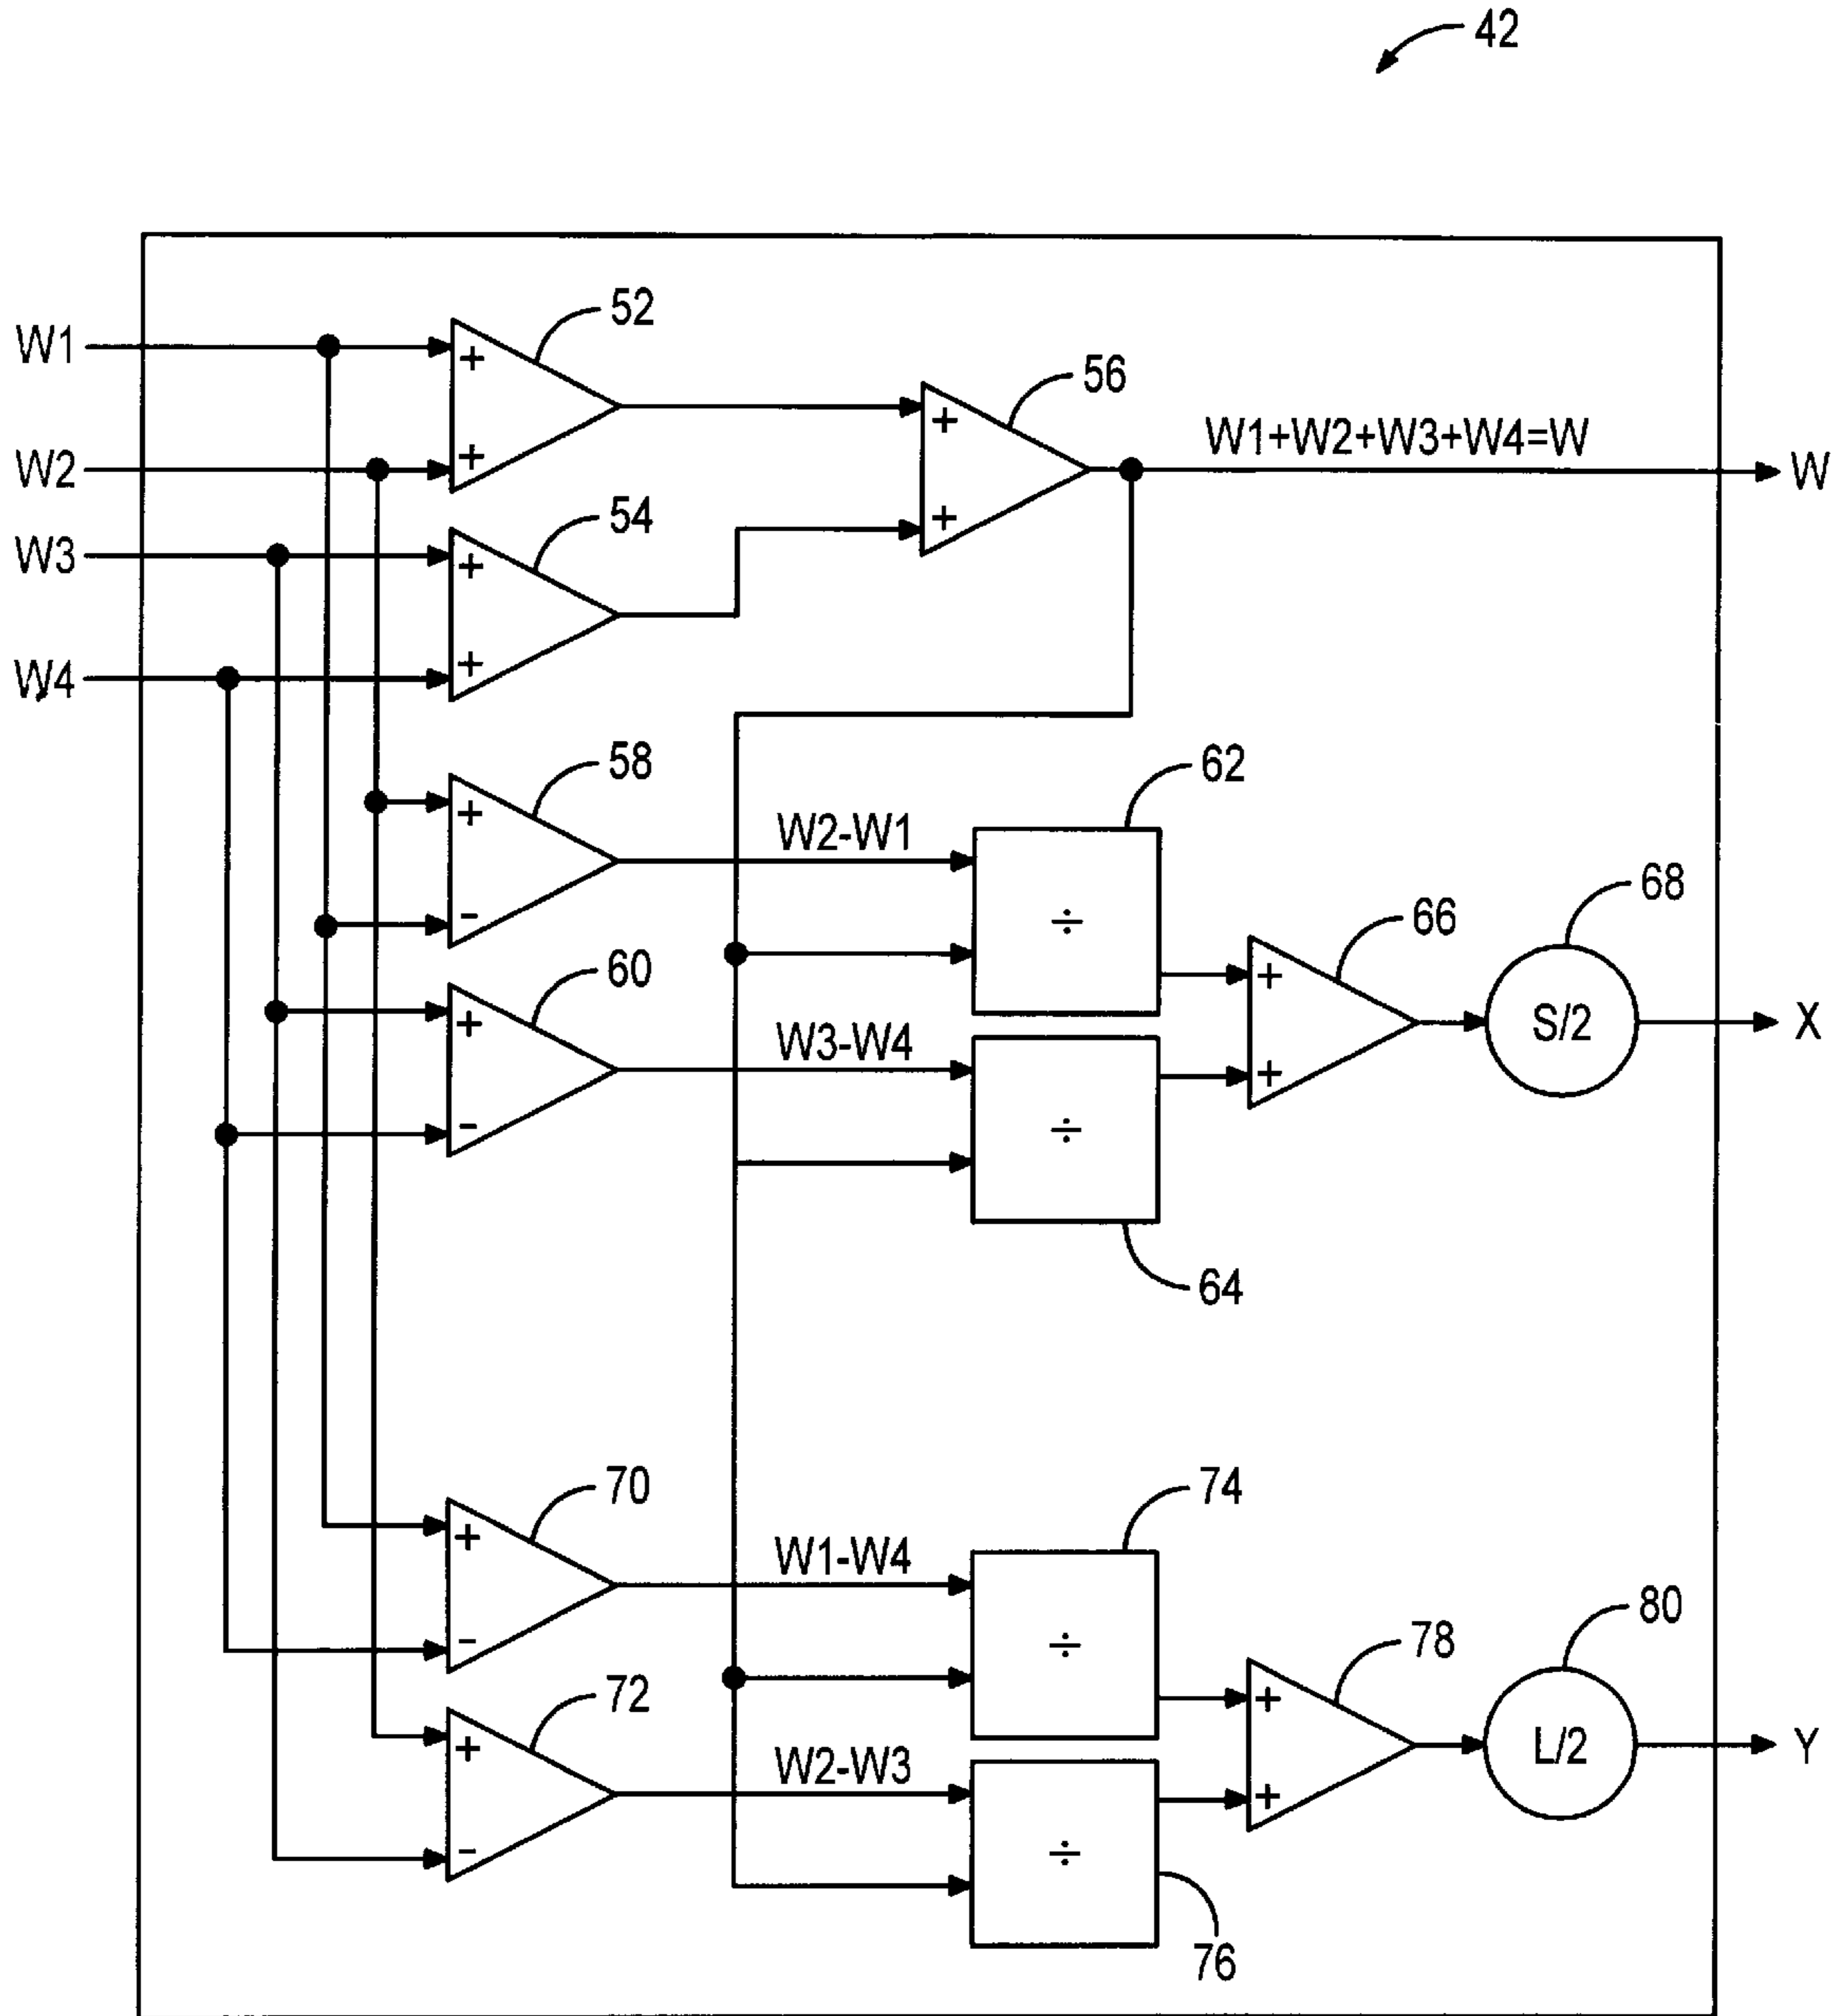 42
52
W1
+
56
W1+W2+W3+W4=W
+
W2
+
W
54
W3
+
+
W4
+
58
62
+
W2-W1
68
-
÷
66
60
+
S/2
X
+
W3-W4
+
-
÷
64
70
74
+
W1-W4
80
-
÷
78
72
+
+
W2-W3
L/2
Y
+
-
÷
76